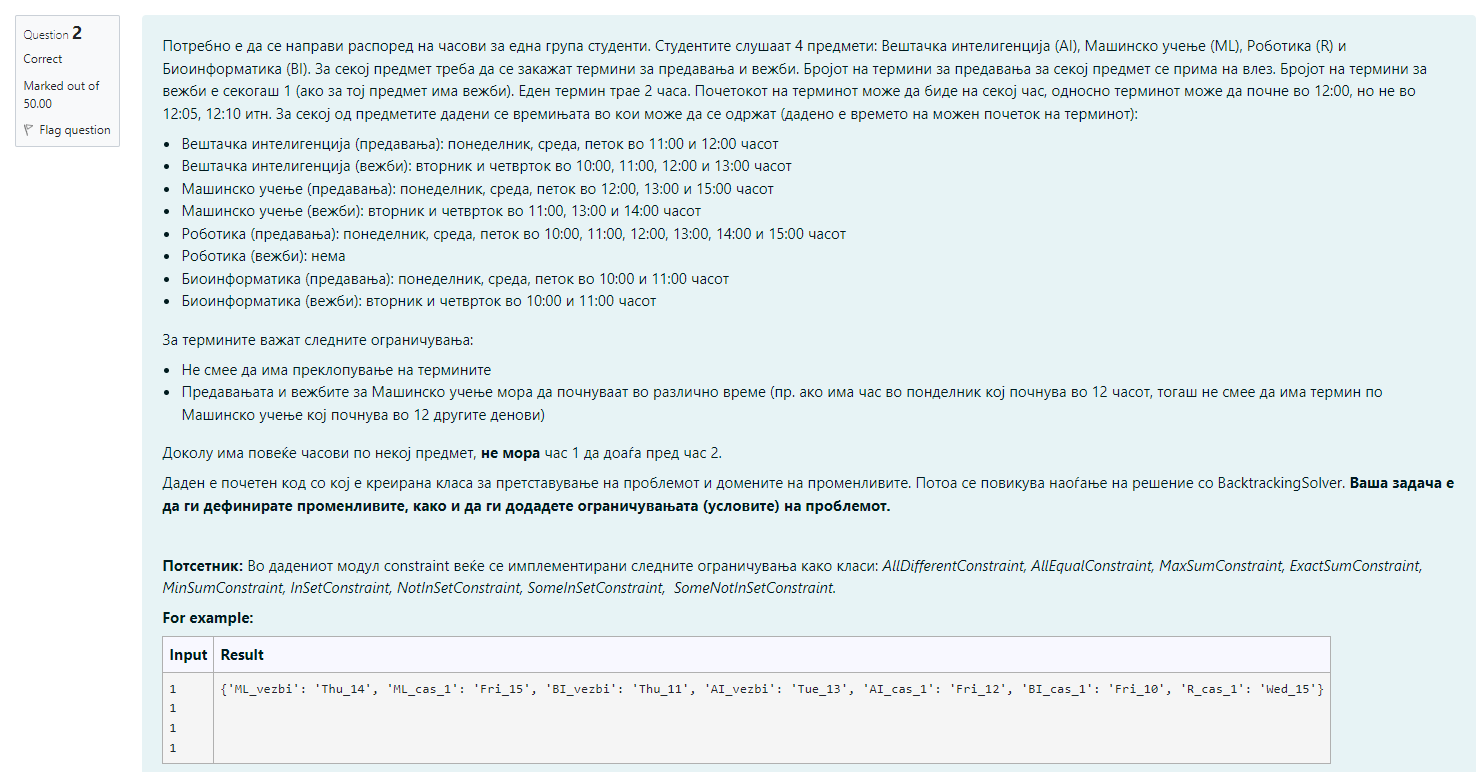 Question 2
Correct
Marked out of
50.00
Flag question
Потребно е да се направи распоред на часови за една група студенти. Студентите слушаат 4 предмети: Вештачка интелигенција (AI), Машинско учење (ML), Роботика (R) и
Биоинформатика (BI). За секој предмет треба да се закажат термини за предавања и вежби. Бројот на термини за предавања за секој предмет се прима на влез. Бројот на термини за
вежби е секогаш 1 (ако за тој предмет има вежби). Еден термин трае 2 часа. Почетокот на терминот може да биде на секој час, односно терминот може да почне во 12:00, но не во
12:05, 12:10 итн. За секој од предметите дадени се времињата во кои може да се одржат (дадено е времето на можен почеток на терминот):
• Вештачка интелигенција (предавања): понеделник, среда, петок во 11:00 и 12:00 часот
• Вештачка интелигенција (вежби): вторник и четврток во 10:00, 11:00, 12:00 и 13:00 часот
• Машинско учење (предавања): понеделник, среда, петок во 12:00, 13:00 и 15:00 часот
• Машинско учење (вежби): вторник и четврток во 11:00, 13:00 и 14:00 часот
• Роботика (предавања): понеделник, среда, петок во 10:00, 11:00, 12:00, 13:00, 14:00 и 15:00 часот
• Роботика (вежби): нема
• Биоинформатика (предавања): понеделник, среда, петок во 10:00 и 11:00 часот
• Биоинформатика (вежби): вторник и четврток во 10:00 и 11:00 часот
За термините важат следните ограничувања:
• Не смее да има преклопување на термините
• Предавањата и вежбите за Машинско учење мора да почнуваат во различно време (пр. ако има час во понделник кој почнува во 12 часот, тогаш не смее да има термин по
Машинско учење кој почнува во 12 другите денови)
Доколу има повеќе часови по некој предмет, не мора час 1 да доаѓа пред час 2.
Даден е почетен код со кој е креирана класа за претставување на проблемот и домените на променливите. Потоа се повикува наоѓање на решение со BacktrackingSolver. Ваша задача е
да ги дефинирате променливите, како и да ги додадете ограничувањата (условите) на проблемот.
Потсетник: Во дадениот модул constraint веќе се имплементирани следните ограничувања како класи: AllDifferentConstraint, AllEqualConstraint, MaxSumConstraint, ExactSumConstraint,
MinSumConstraint, InSetConstraint, NotInSetConstraint, SomeInSetConstraint, SomeNotInSetConstraint.
For example:
Input Result
1 {'ML_vezbi': 'Thu_14', 'ML_cas_1': 'Fri_15', 'BI_vezbi': 'Thu_11', 'AI_vezbi': 'Tue_13', 'AI_cas_1': 'Fri_12', 'BI_cas_1': 'Fri_10', 'R_cas_1': 'Wed_15'}
1
1
1